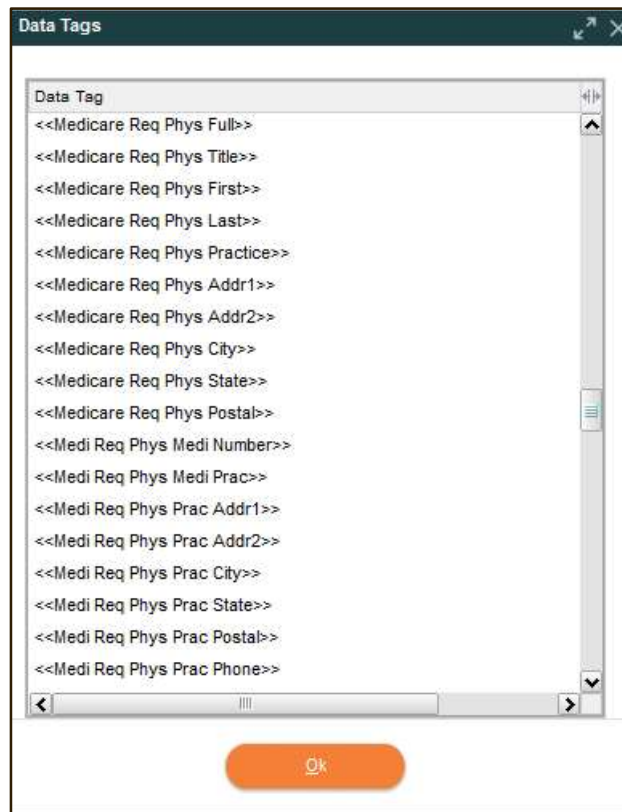 Data Tags
Data Tag
<<Medicare Req Phys Full>>
<<Medicare Req Phys Title>>
<<Medicare Req Phys First>>
<<Medicare Req Phys Last>>
<<Medicare Req Phys Practice>>
<<Medicare Req Phys Addr1>>
<<Medicare Req Phys Addr2>>
<<Medicare Req Phys City>>
<<Medicare Req Phys State>>
<<Medicare Req Phys Postal>>
<<Medi Req Phys Medi Number>>
<<Medi Req Phys Medi Prac>>
<<Medi Req Phys Prac Addr1>>
<<Medi Req Phys Prac Addr2>>
<<Medi Req Phys Prac City>>
<<Medi Req Phys Prac State>>
<<Medi Req Phys Prac Postal>>
<<Medi Req Phys Prac Phone>>
Ok